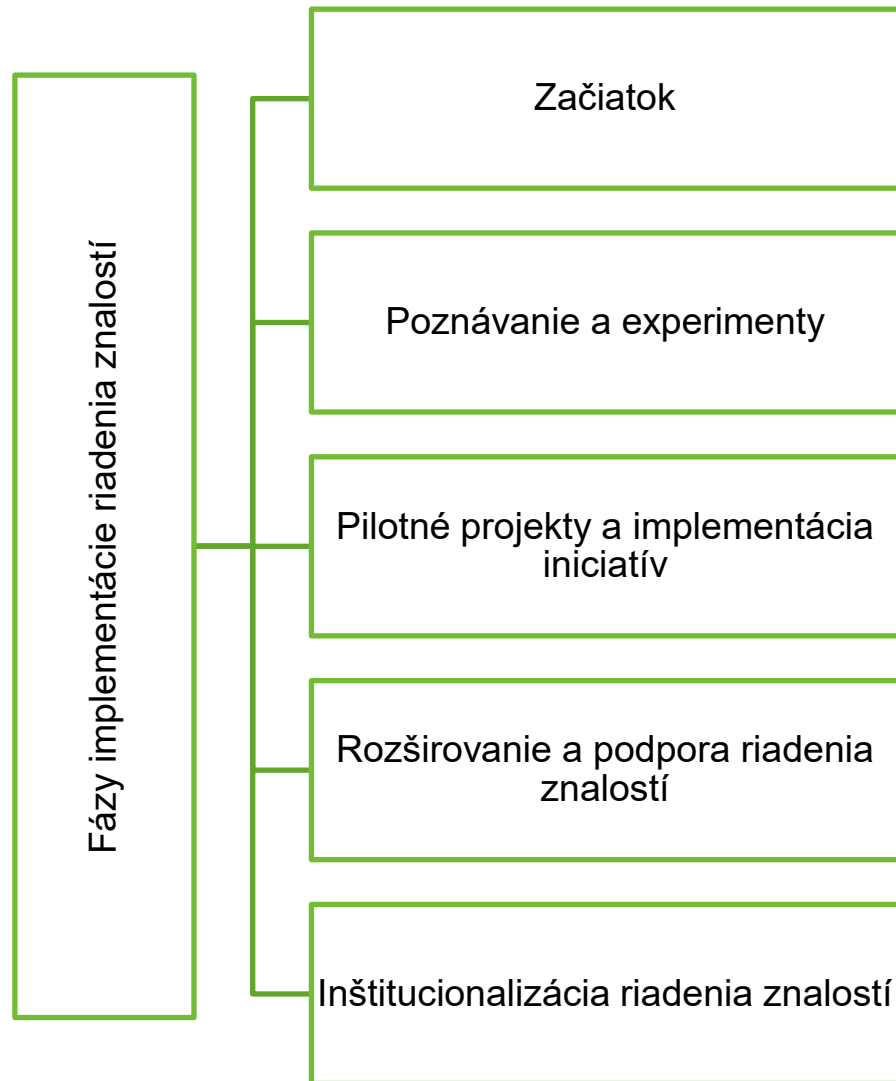 Fázy implementácie riadenia znalostí
Začiatok
Poznávanie a experimenty
Pilotné projekty a implementácia
iniciatív
Rozširovanie a podpora riadenia
znalostí
Inštitucionalizácia riadenia znalostí